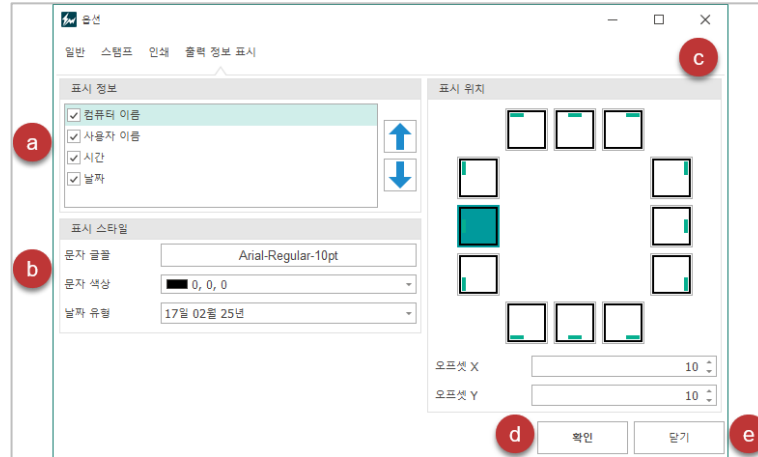 옵션
일반 스탬프 인쇄 출력 정보 표시
c
표시 정보
표시 위치
a
컴퓨터 이름
사용자 이름
시간
날짜
표시 스타일
b
문자 글꼴 Arial-Regular-10pt
문자 색상 0, 0, 0
날짜 유형 17일 02월 25년
오프셋 X 10
오프셋 Y 10
d 확인 닫기 e